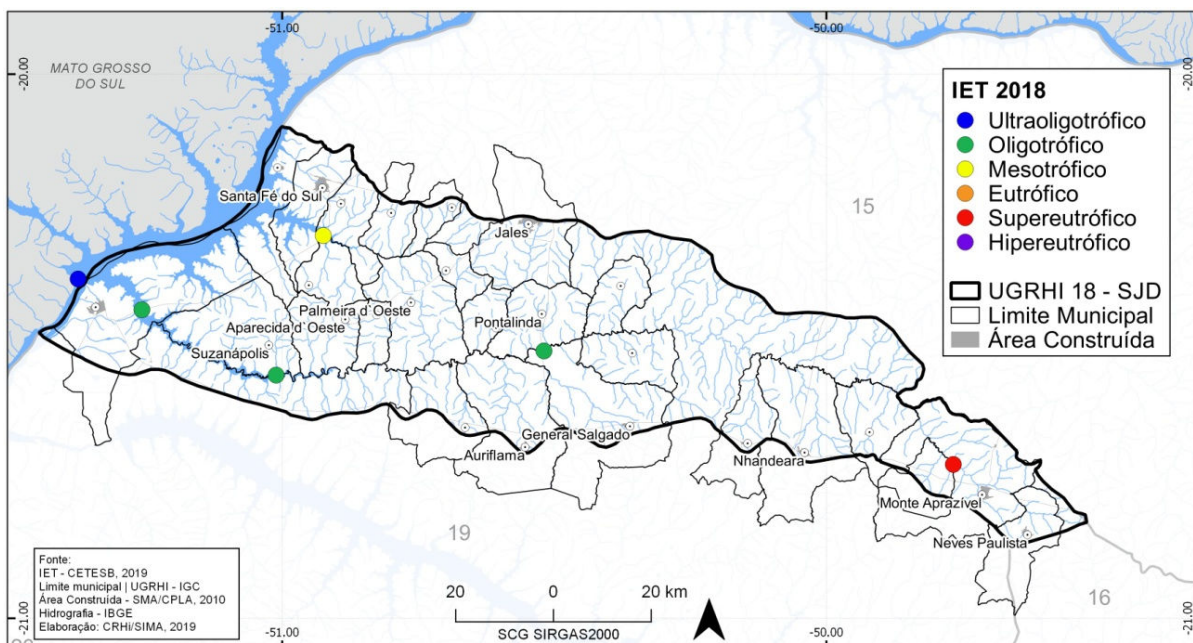 -51.00
-50.00
-20.00
-20.00
MATO GROSSO
DO SUL
IET 2018
Ultraoligotrófico
Oligotrófico
Mesotrófico
Eutrófico
Supereutrófico
Hipereutrófico
UGRHI 18 - SJD
Limite Municipal
Área Construída
15
Santa Fé do Sul
Jales
Palmeira d`Oeste
Aparecida d`Oeste
Pontalinda
Suzanápolis
General Salgado
Auriflama
Nhandeara
Monte Aprazível
Neves Paulista
19
16
Fonte:
IET - CETESB, 2019
Limite municipal | UGRHI - IGC
Área Construída - SMA/CPLA, 2010
Hidrografia - IBGE
Elaboração: CRHi/SIMA, 2019
20 0 20 km
SCG SIRGAS2000
-21.00
-21.00
-51.00
-50.00